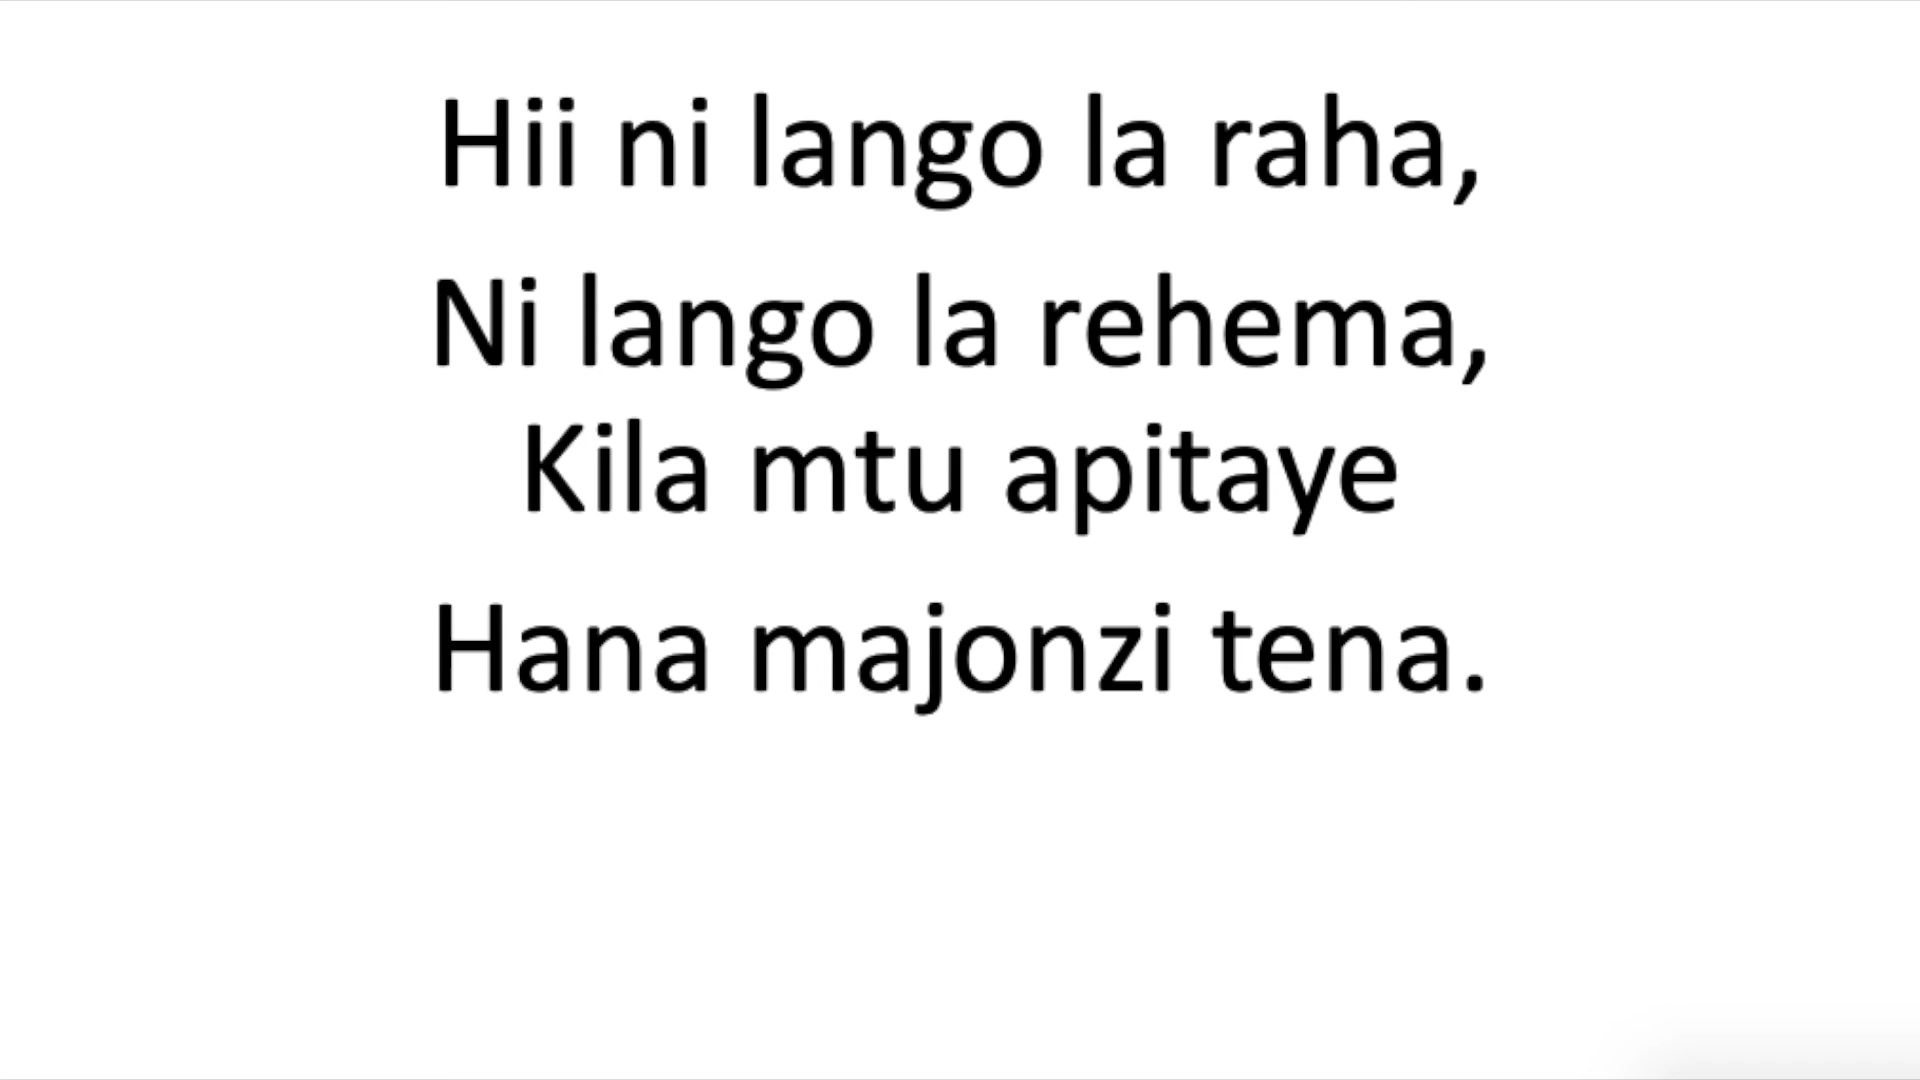 Hii ni lango la raha,
Ni lango la rehema,
Kila mtu apitaye
Hana majonzi tena.